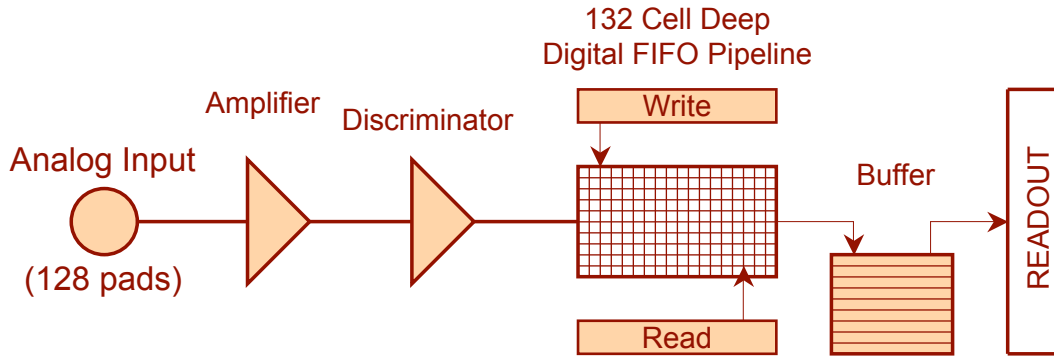 132 Cell Deep
Digital FIFO Pipeline
Amplifier
Discriminator
Write
Analog Input
Buffer
READOUT
(128 pads)
Read